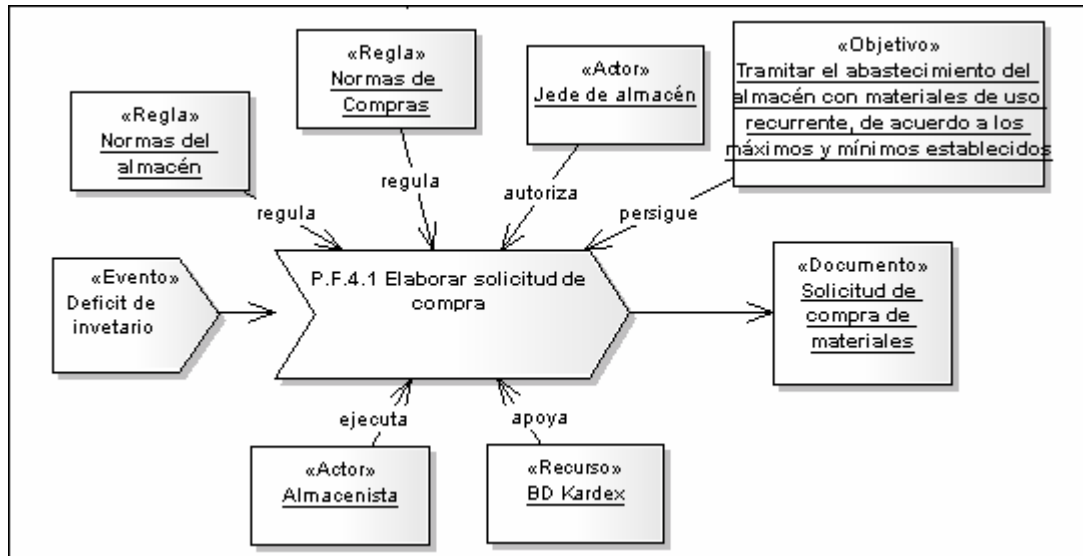 «Regla»
Normas de
Compras
«Actor»
Jede de almacén
«Objetivo»
Tramitar el abastecimiento del
almacén con materiales de uso
recurrente, de acuerdo a los
máximos y mínimos establecidos
«Regla»
Normas del
almacén
regula
regula
autoriza
persigue
«Evento»
Deficit de
invetario
P.F.4.1 Elaborar solicitud de
compra
«Documento»
Solicitud de
compra de
materiales
ejecuta
apoya
«Actor»
Almacenista
«Recurso»
BD Kardex